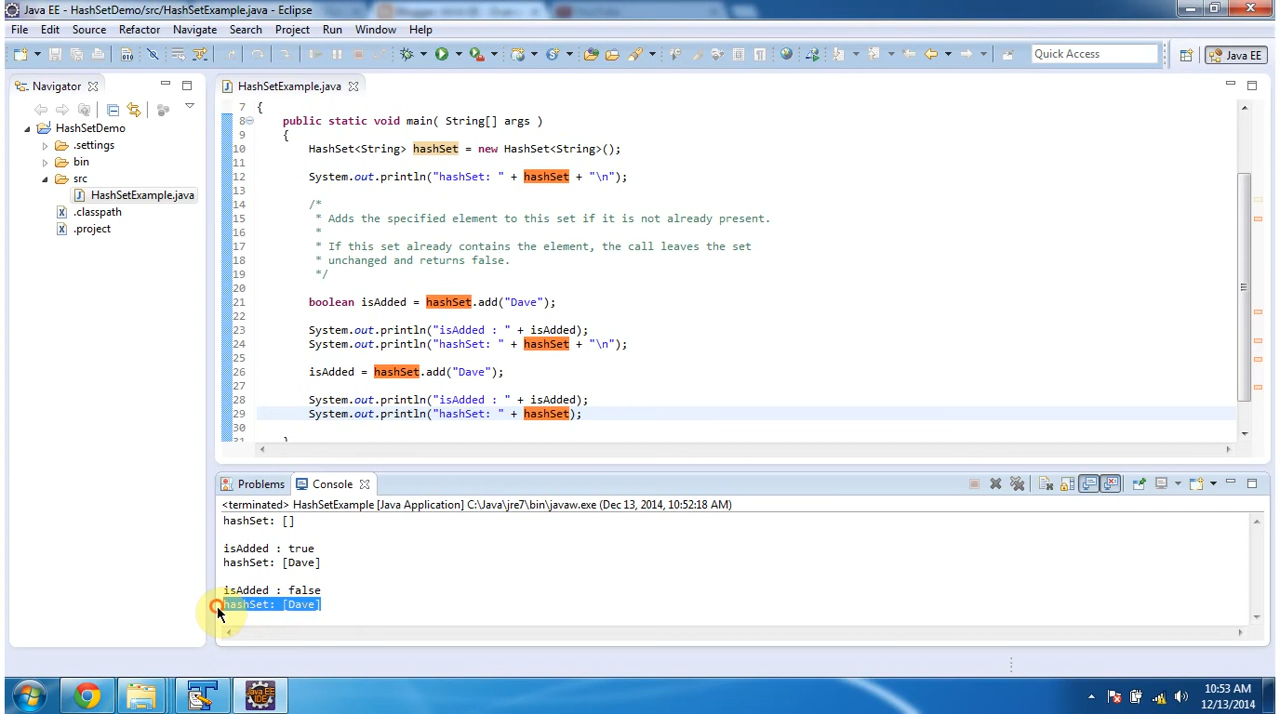 Java EE - HashSetDemo/src/HashSetExample.java - Eclipse
File Edit Source Refactor Navigate Search Project Run Window Help
Quick Access Java EE
Navigator
HashSetDemo
.settings
bin
src
HashSetExample.java
.classpath
.project
HashSetExample.java
7 {
8 public static void main( String[] args )
9 {
10 HashSet<String> hashSet = new HashSet<String>();
11
12 System.out.println("hashSet: " + hashSet + "\n");
13
14 /*
15 * Adds the specified element to this set if it is not already present.
16 *
17 * If this set already contains the element, the call leaves the set
18 * unchanged and returns false.
19 */
20
21 boolean isAdded = hashSet.add("Dave");
22
23 System.out.println("isAdded : " + isAdded);
24 System.out.println("hashSet: " + hashSet + "\n");
25
26 isAdded = hashSet.add("Dave");
27
28 System.out.println("isAdded : " + isAdded);
29 System.out.println("hashSet: " + hashSet);
30
31 }
Problems Console
<terminated> HashSetExample [Java Application] C:\Java\jre7\bin\javaw.exe (Dec 13, 2014, 10:52:18 AM)
hashSet: []
isAdded : true
hashSet: [Dave]
isAdded : false
hashSet: [Dave]
Java EE
IDE
10:53 AM
12/13/2014